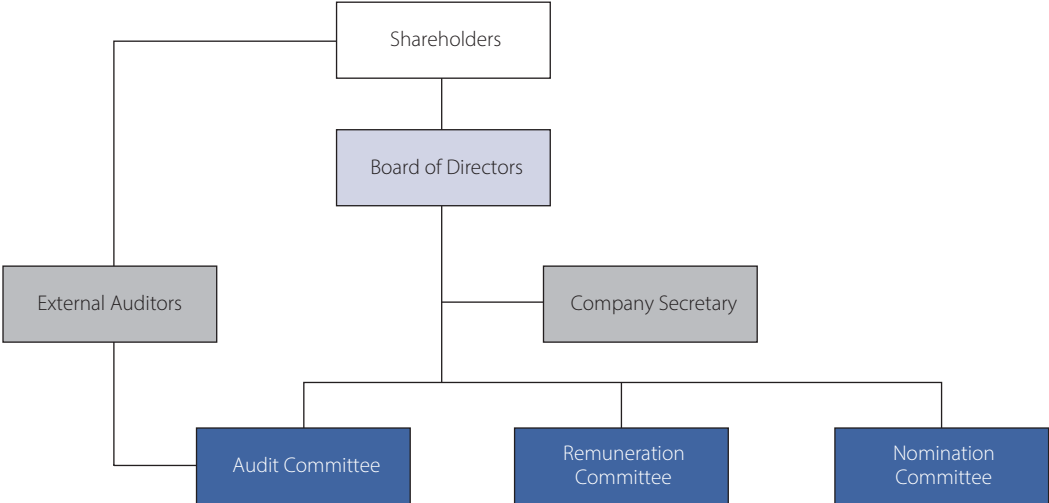 Shareholders
Board of Directors
External Auditors
Company Secretary
Audit Committee
Remuneration
Committee
Nomination
Committee